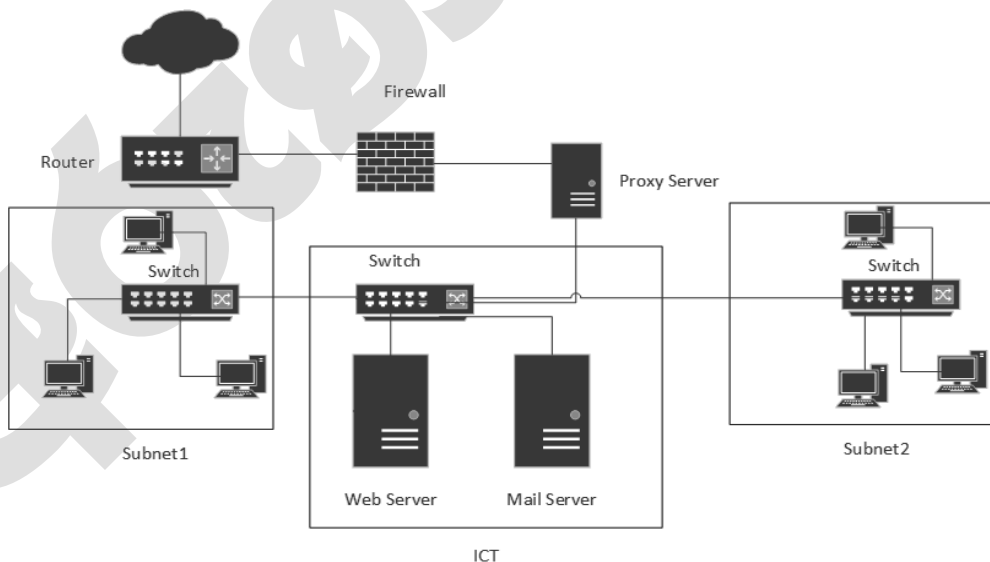 Firewall
Router
Proxy Server
Switch
Switch
Switch
Subnet1
Subnet2
Web Server
Mail Server
ICT